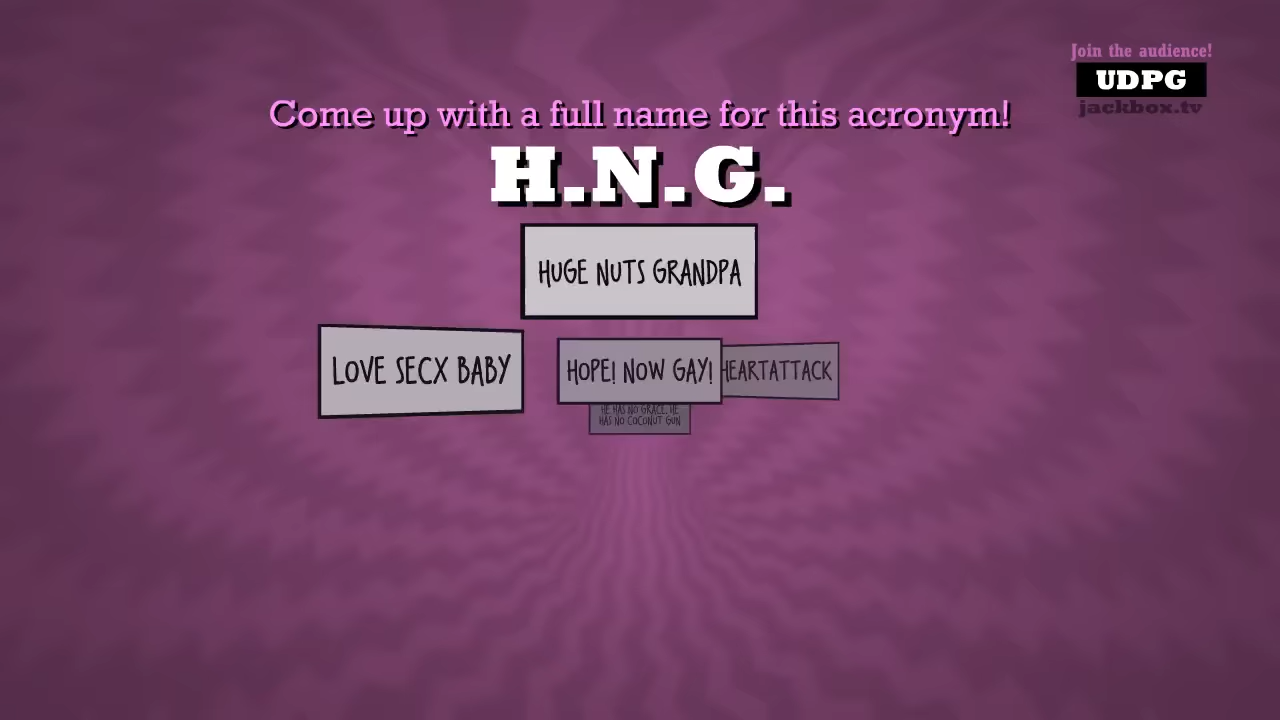 Join the audience!
UDPG
jackbox.tv
Come up with a full name for this acronym!
H.N.G.
HUGE NUTS GRANDPA
LOVE SECX BABY
HOPE! NOW GAY!
HEARTATTACK
HE HAS NO GRACE. HE
HAS NO COCONUT GUN